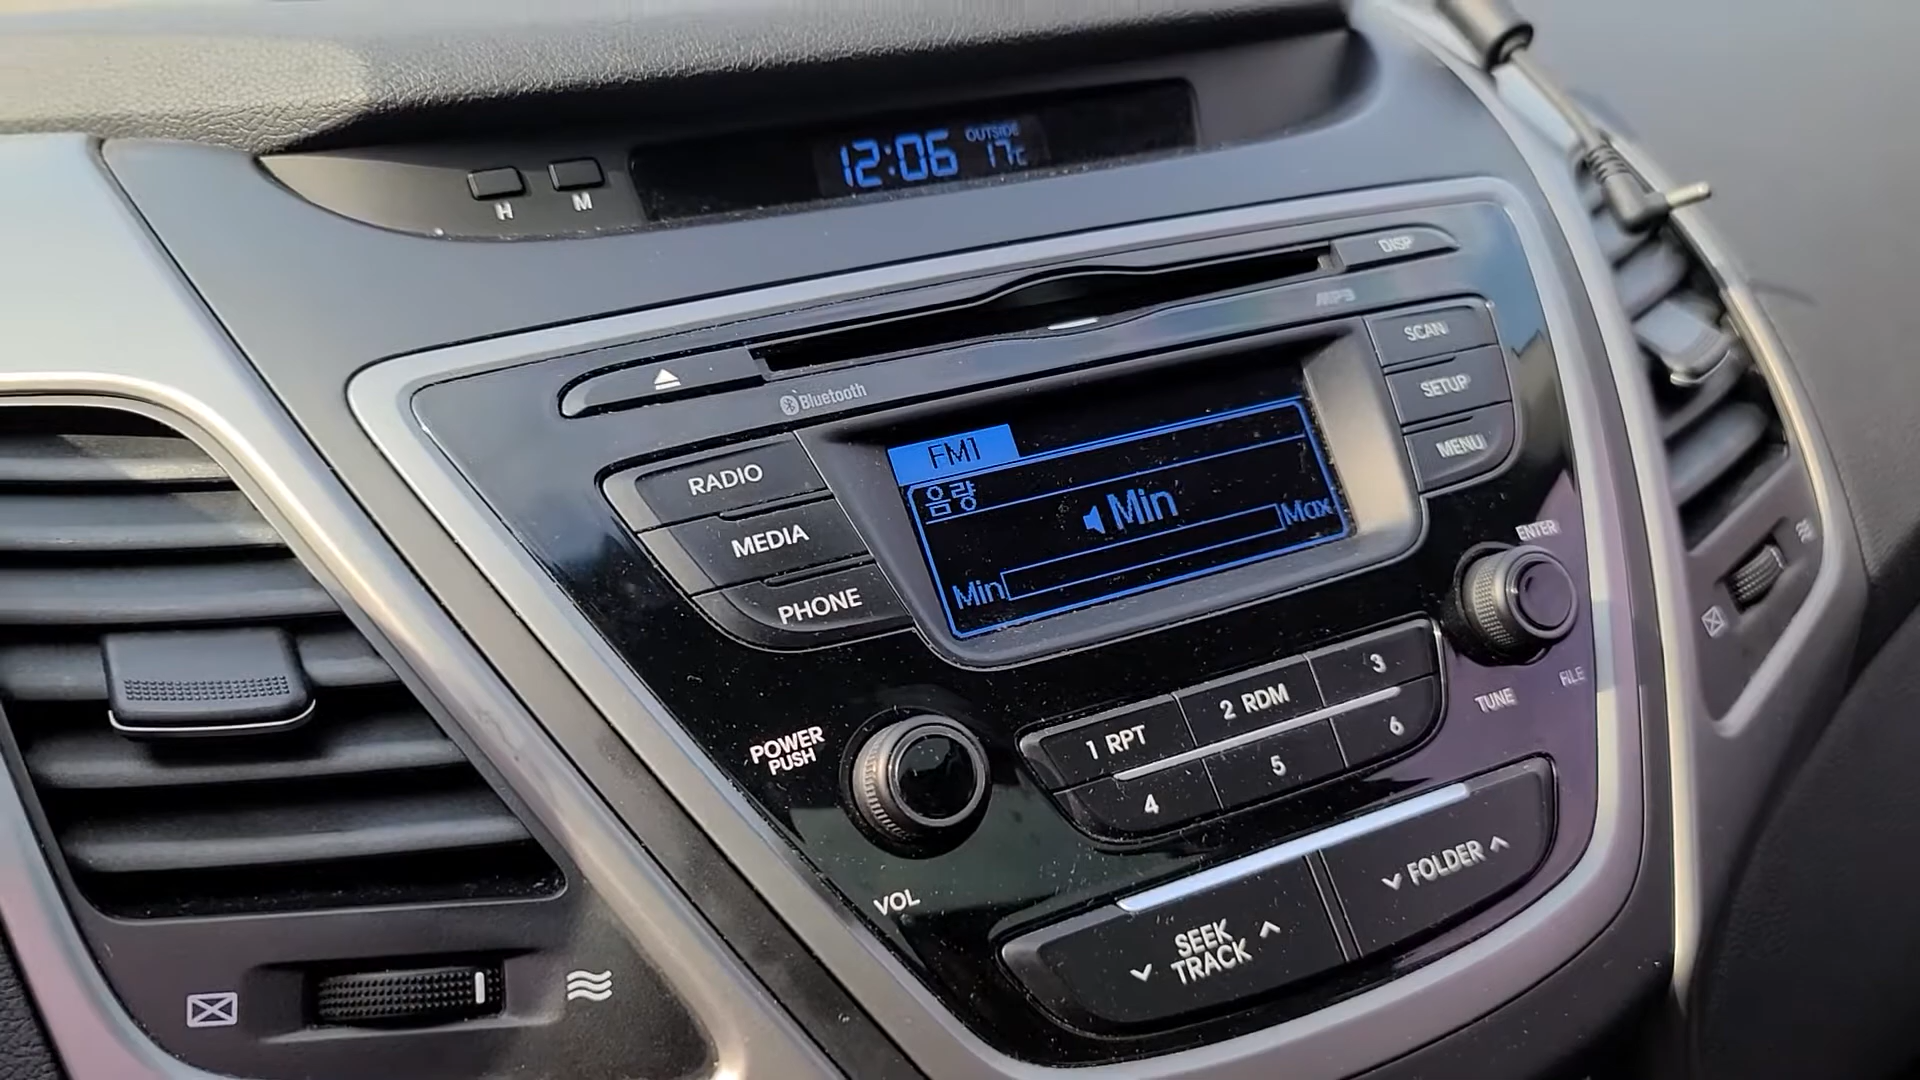 12:06
OUTSIDE
17c
H
M
DISP
MP3
Bluetooth
SCAN
SETUP
MENU
RADIO
MEDIA
PHONE
FM1
음량
Min
Min
Max
ENTER
TUNE
FILE
POWER
PUSH
VOL
1 RPT
2 RDM
3
4
5
6
SEEK
TRACK
FOLDER